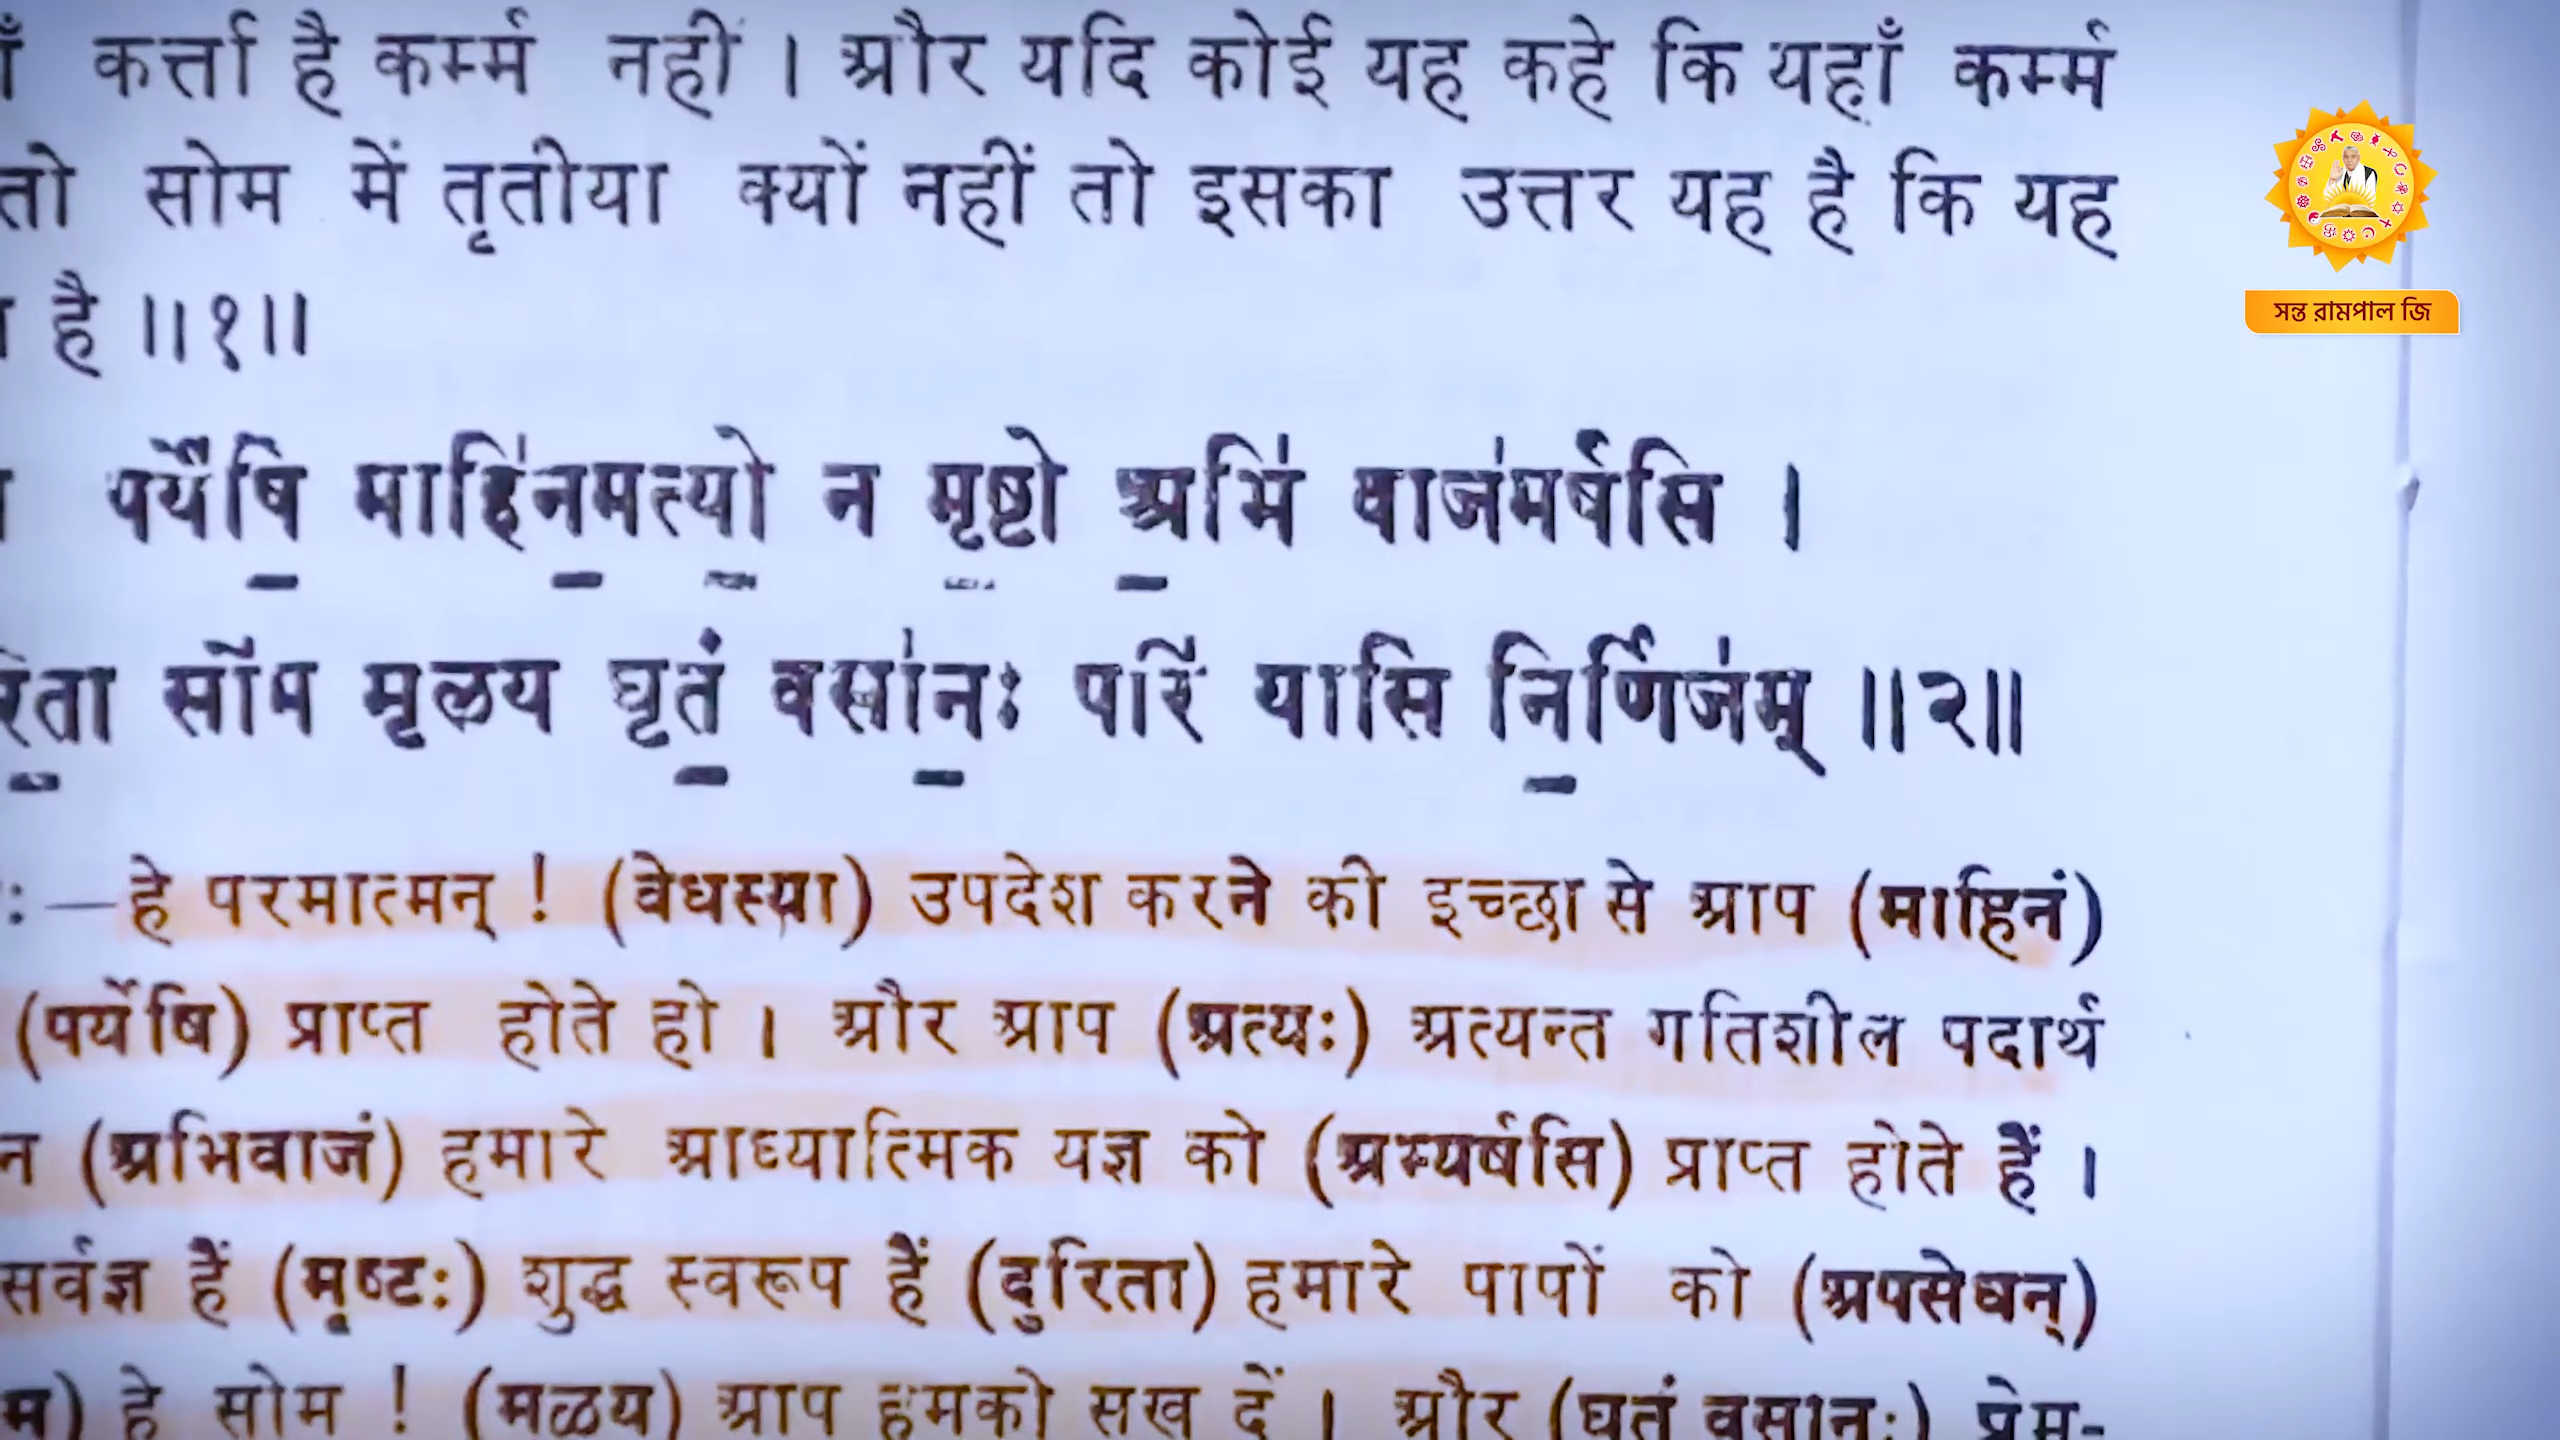 कर्त्ता है कर्म्म नहीं । और यदि कोई यह कहे कि यहाँ कर्म्म
तो सोम में तृतीया क्यों नहीं तो इसका उत्तर यह है कि यह
है ॥१॥
पर्येषि माहि॑न॒मत्यो॒ न मृ॒ष्टो अ॒भि वाज॑मर्षसि ।
रि॒ता सो॑म मृळय घृ॒तं वसा॑नः॒ परि॑ यासि नि॒र्णिज॑म् ॥२॥
:—हे परमात्मन् ! (वेधस्या) उपदेश करने की इच्छा से आप (माहिनं)
(पर्येषि) प्राप्त होते हो । और आप (अत्यः) अत्यन्त गतिशील पदार्थ
न (अभिवाजं) हमारे आध्यात्मिक यज्ञ को (अभ्यर्षसि) प्राप्त होते हैं ।
सर्वज्ञ हैं (मृष्टः) शुद्ध स्वरूप हैं (दुरिता) हमारे पापों को (अपसेधन्)
म) हे सोम ! (मळय) आप हमको सुख दें । और (घृतं वसानः) प्रेम-
সন্ত রামপাল জি